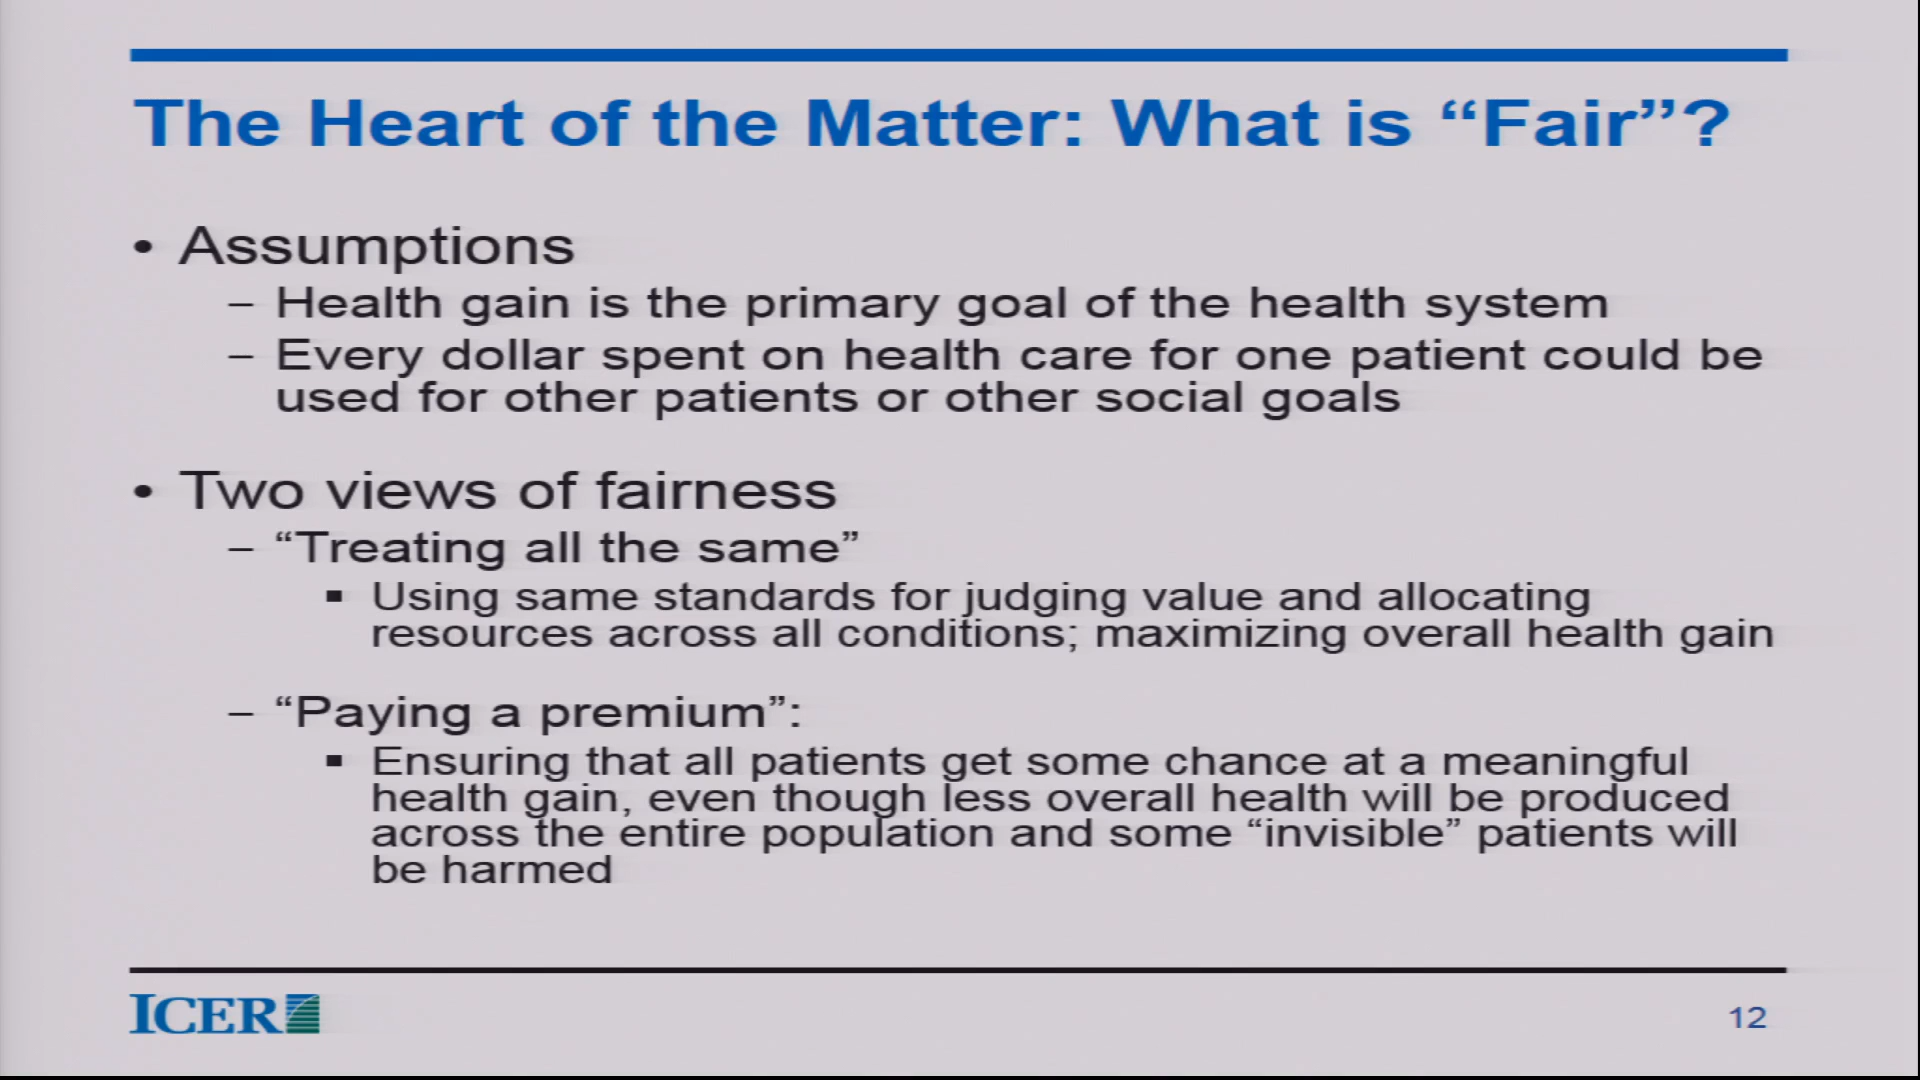 The Heart of the Matter: What is “Fair”?
• Assumptions
– Health gain is the primary goal of the health system
– Every dollar spent on health care for one patient could be
used for other patients or other social goals
• Two views of fairness
– “Treating all the same”
▪ Using same standards for judging value and allocating
resources across all conditions; maximizing overall health gain
– “Paying a premium”:
▪ Ensuring that all patients get some chance at a meaningful
health gain, even though less overall health will be produced
across the entire population and some “invisible” patients will
be harmed
ICER
12